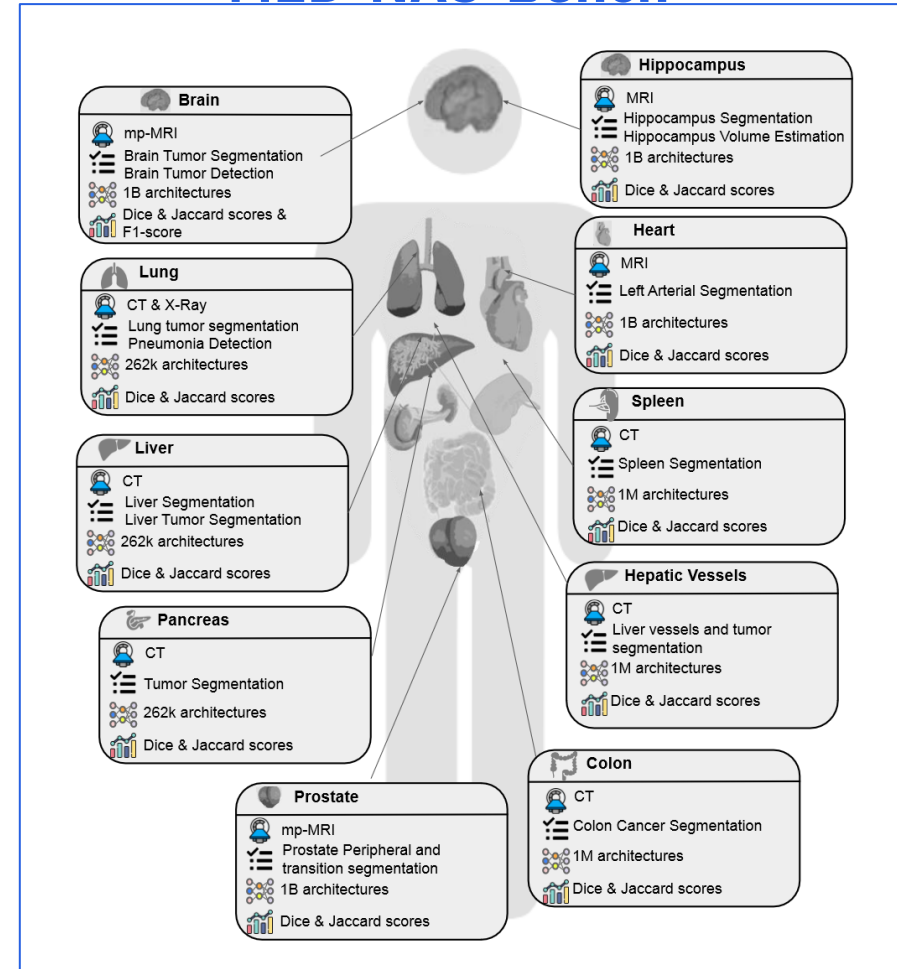 MED-NAS-Bench
Brain
mp-MRI
Brain Tumor Segmentation
Brain Tumor Detection
1B architectures
Dice & Jaccard scores &
F1-score
Lung
CT & X-Ray
Lung tumor segmentation
Pneumonia Detection
262k architectures
Dice & Jaccard scores
Liver
CT
Liver Segmentation
Liver Tumor Segmentation
262k architectures
Dice & Jaccard scores
Pancreas
CT
Tumor Segmentation
262k architectures
Dice & Jaccard scores
Prostate
mp-MRI
Prostate Peripheral and
transition segmentation
1B architectures
Dice & Jaccard scores
Hippocampus
MRI
Hippocampus Segmentation
Hippocampus Volume Estimation
1B architectures
Dice & Jaccard scores
Heart
MRI
Left Arterial Segmentation
1B architectures
Dice & Jaccard scores
Spleen
CT
Spleen Segmentation
1M architectures
Dice & Jaccard scores
Hepatic Vessels
CT
Liver vessels and tumor
segmentation
1M architectures
Dice & Jaccard scores
Colon
CT
Colon Cancer Segmentation
1M architectures
Dice & Jaccard scores